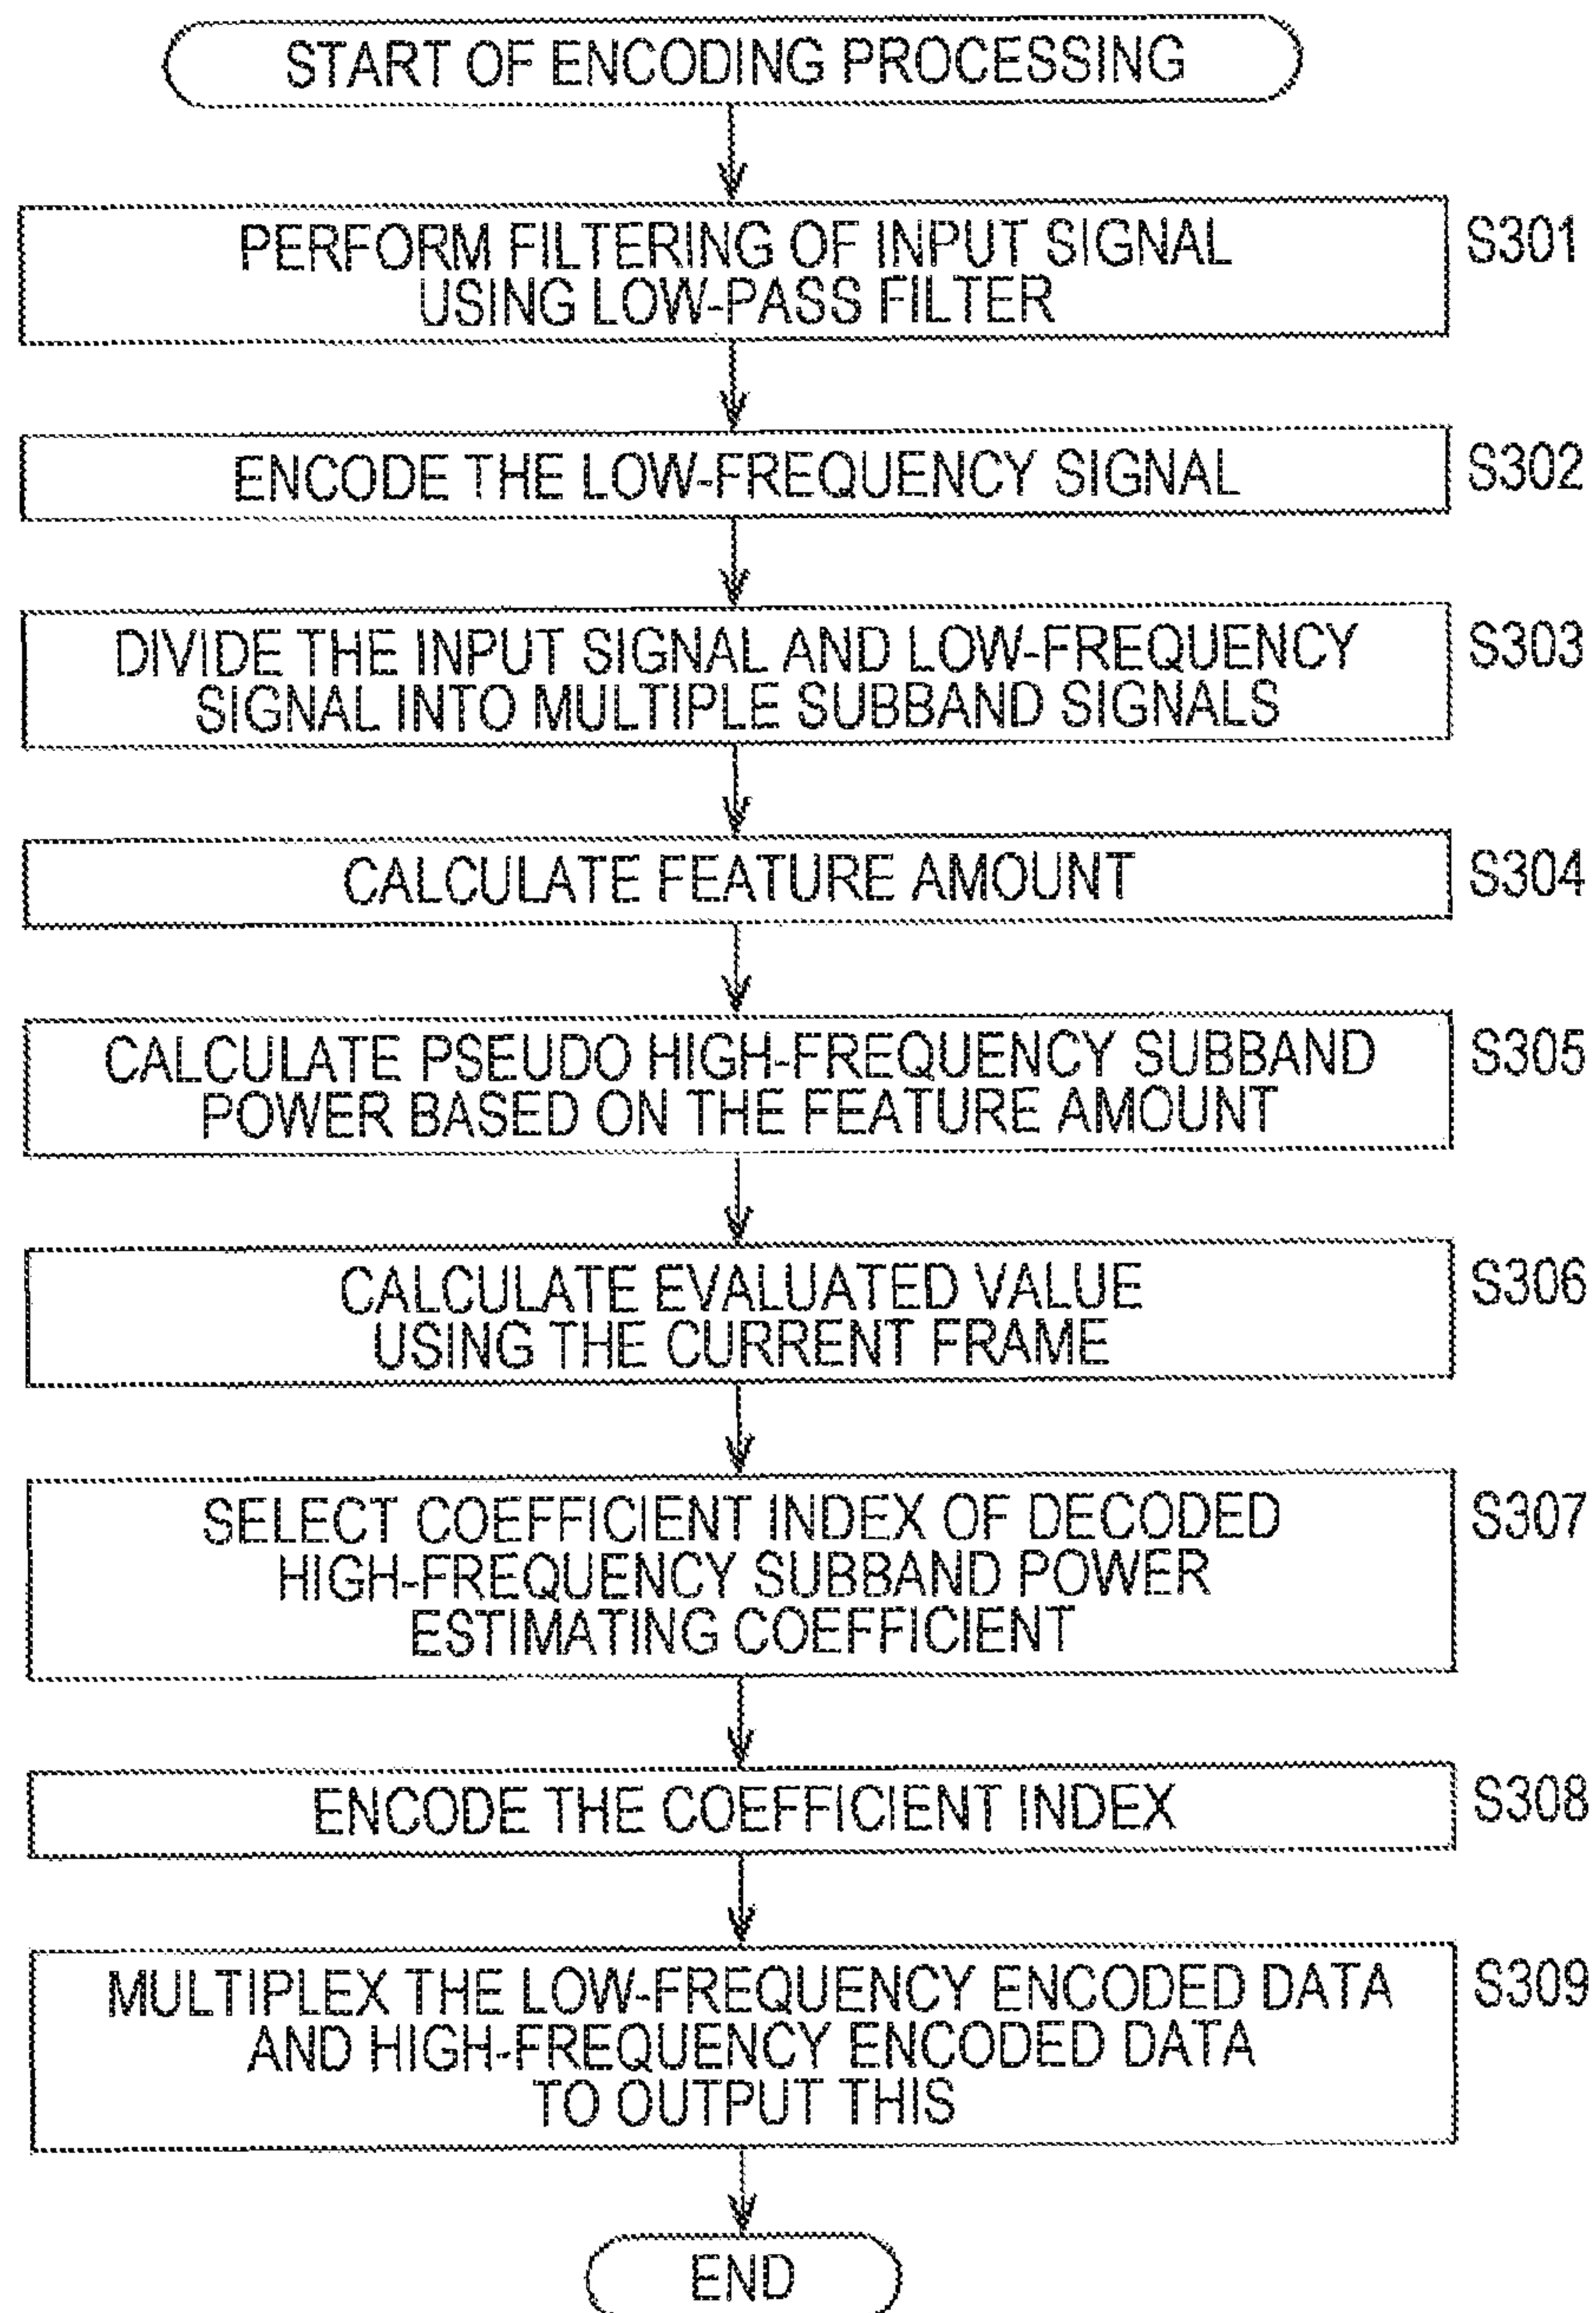 START OF ENCODING PROCESSING
PERFORM FILTERING OF INPUT SIGNAL
USING LOW-PASS FILTER
S301
ENCODE THE LOW-FREQUENCY SIGNAL
S302
DIVIDE THE INPUT SIGNAL AND LOW-FREQUENCY
SIGNAL INTO MULTIPLE SUBBAND SIGNALS
S303
CALCULATE FEATURE AMOUNT
S304
CALCULATE PSEUDO HIGH-FREQUENCY SUBBAND
POWER BASED ON THE FEATURE AMOUNT
S305
CALCULATE EVALUATED VALUE
USING THE CURRENT FRAME
S306
SELECT COEFFICIENT INDEX OF DECODED
HIGH-FREQUENCY SUBBAND POWER
ESTIMATING COEFFICIENT
S307
ENCODE THE COEFFICIENT INDEX
S308
MULTIPLEX THE LOW-FREQUENCY ENCODED DATA
AND HIGH-FREQUENCY ENCODED DATA
TO OUTPUT THIS
S309
END